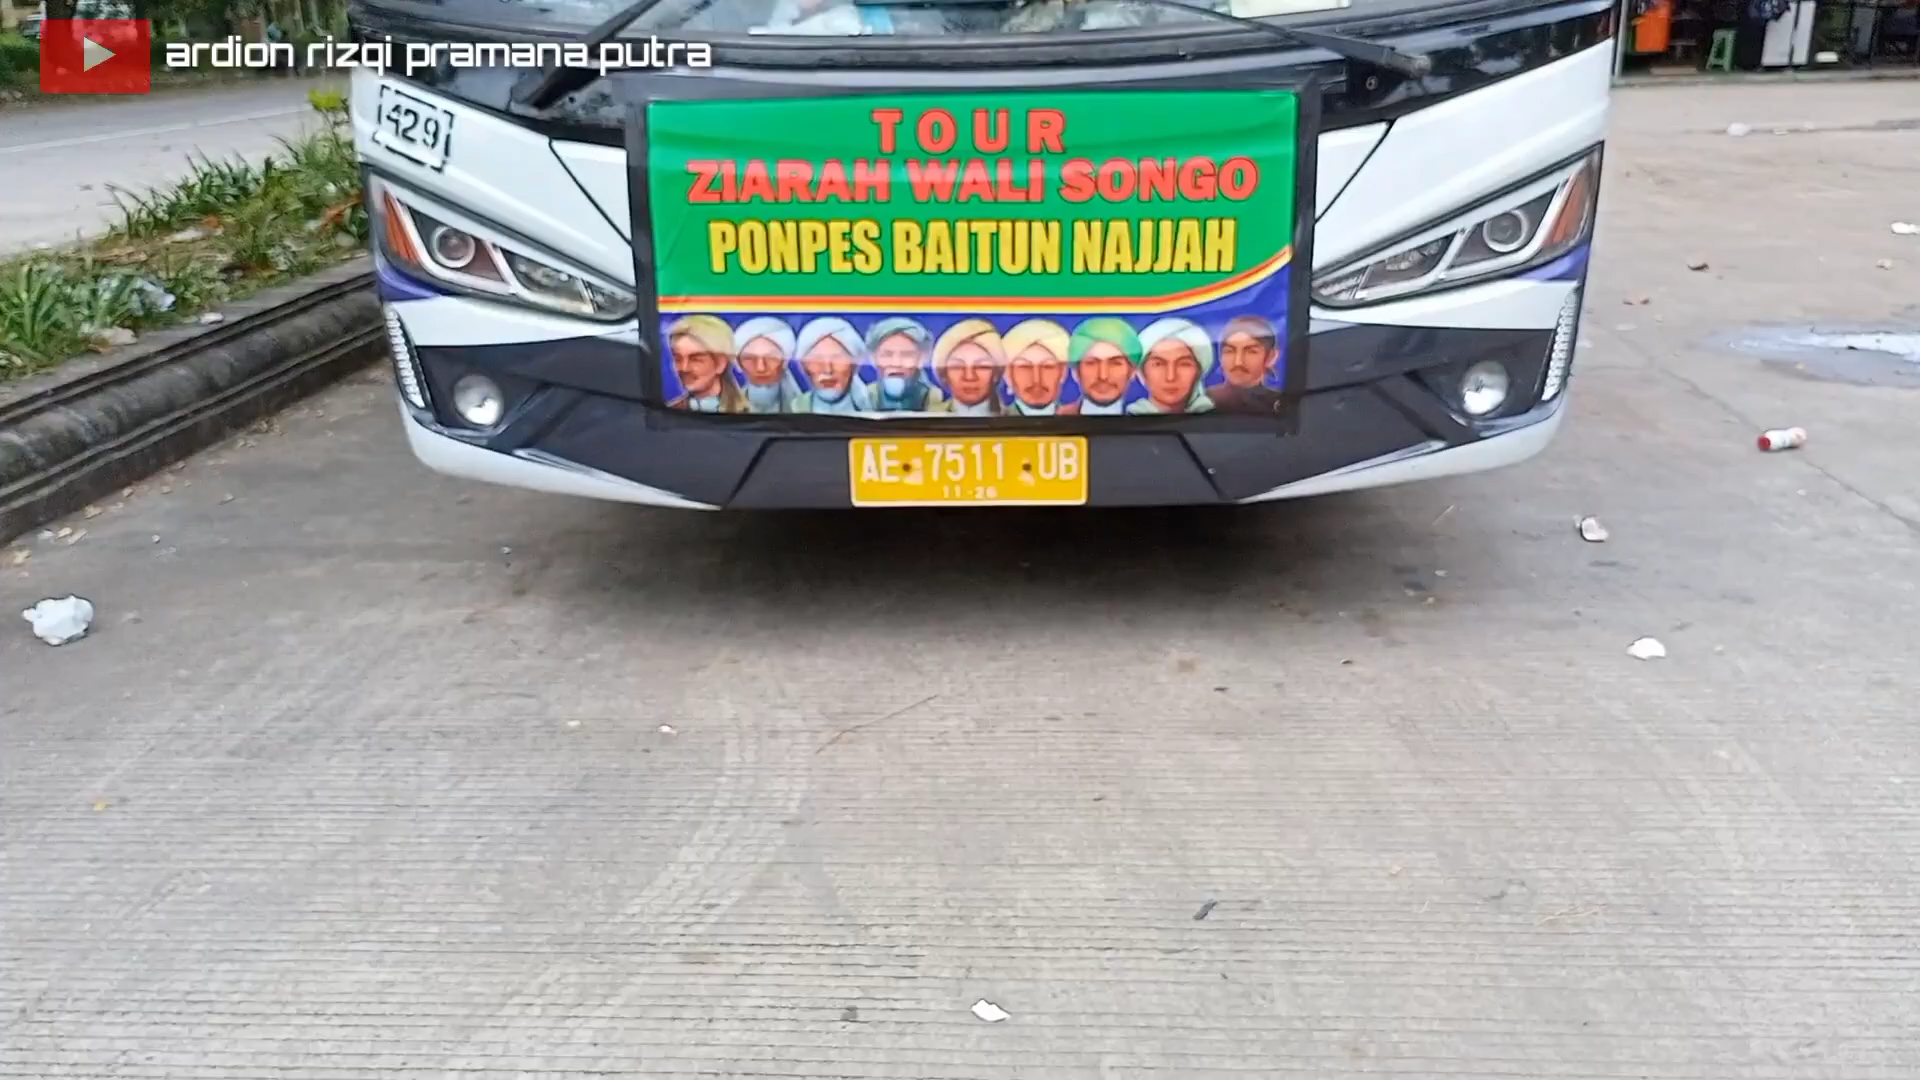 ardion rizqi pramana putra
429
TOUR
ZIARAH WALI SONGO
PONPES BAITUN NAJJAH
AE 7511 UB
11·26